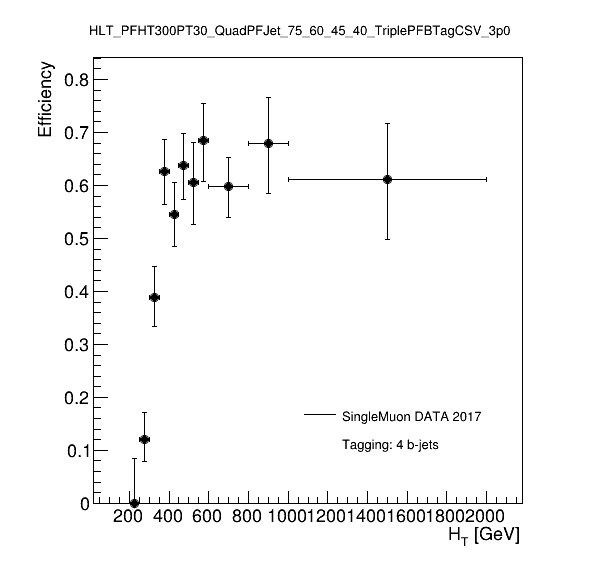 HLT_PFHT300PT30_QuadPFJet_75_60_45_40_TriplePFBTagCSV_3p0
Efficiency
0.8
0.7
0.6
0.5
0.4
0.3
0.2
0.1
0
SingleMuon DATA 2017
Tagging: 4 b-jets
200 400 600 800 1000 1200 1400 1600 1800 2000
H_T [GeV]